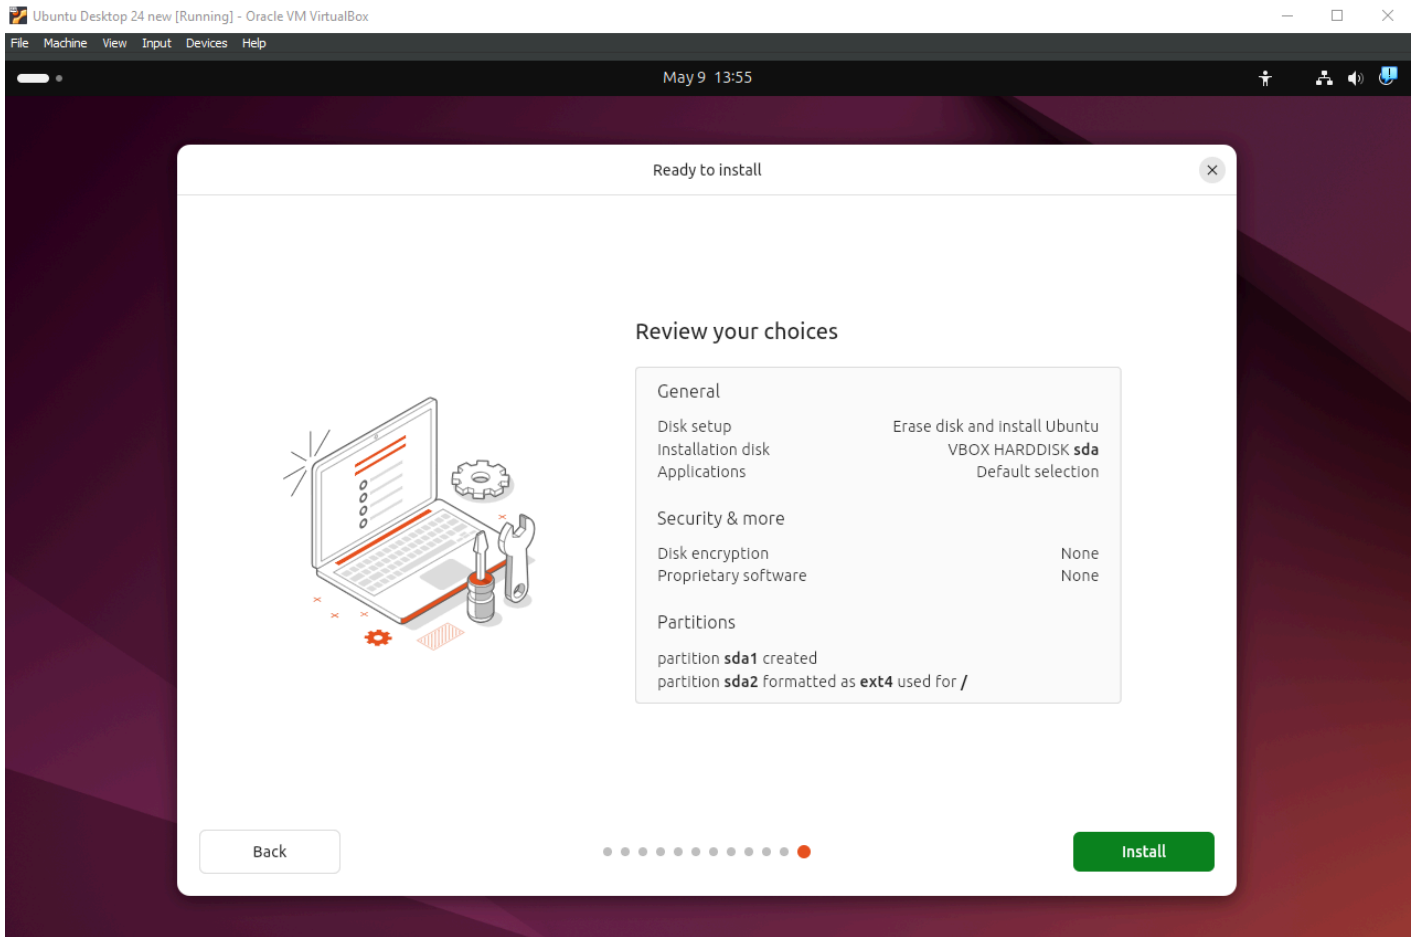 Ubuntu Desktop 24 new [Running] - Oracle VM VirtualBox
File Machine View Input Devices Help
May 9 13:55
Ready to install
Review your choices
General
Disk setup Erase disk and install Ubuntu
Installation disk VBOX HARDDISK sda
Applications Default selection
Security & more
Disk encryption None
Proprietary software None
Partitions
partition sda1 created
partition sda2 formatted as ext4 used for /
Back
Install